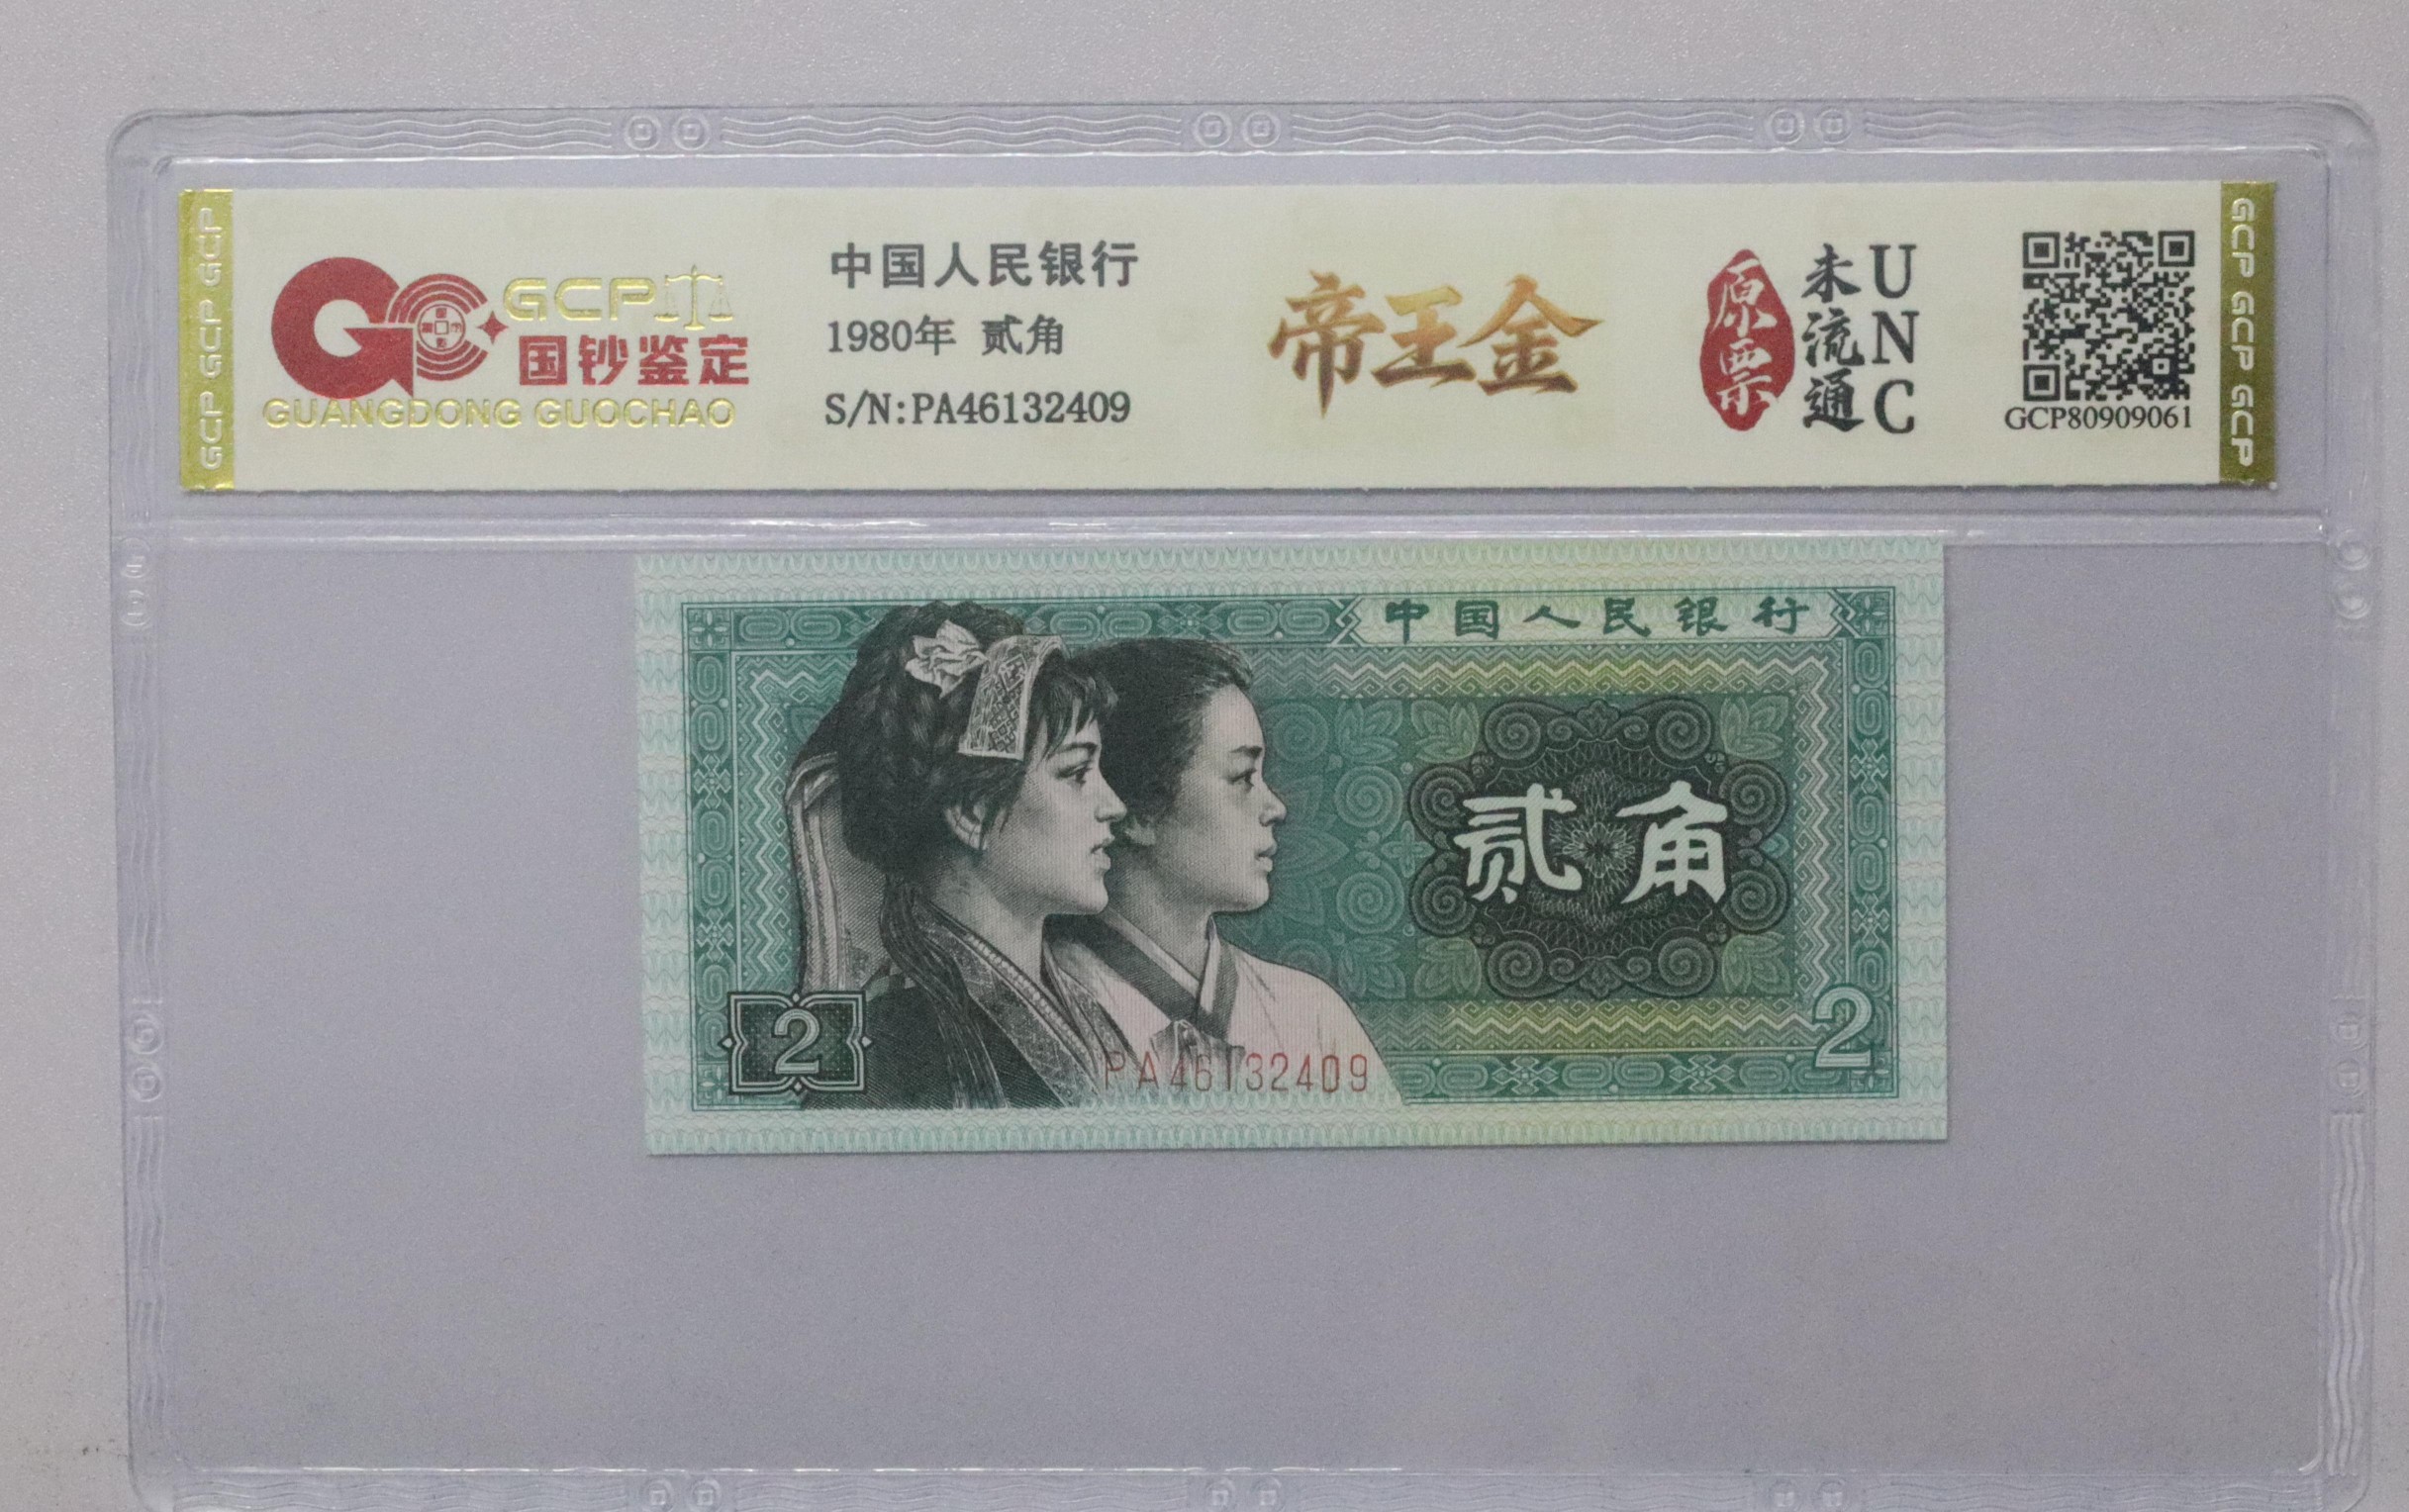 GCP GCP GCP
GCP
国钞鉴定
GUANGDONG GUOCHAO
中国人民银行
1980年 贰角
S/N:PA46132409
帝王金
原票
未流通
UNC
GCP80909061
GCP GCP GCP
中国人民银行
贰角
2
2
PA46132409